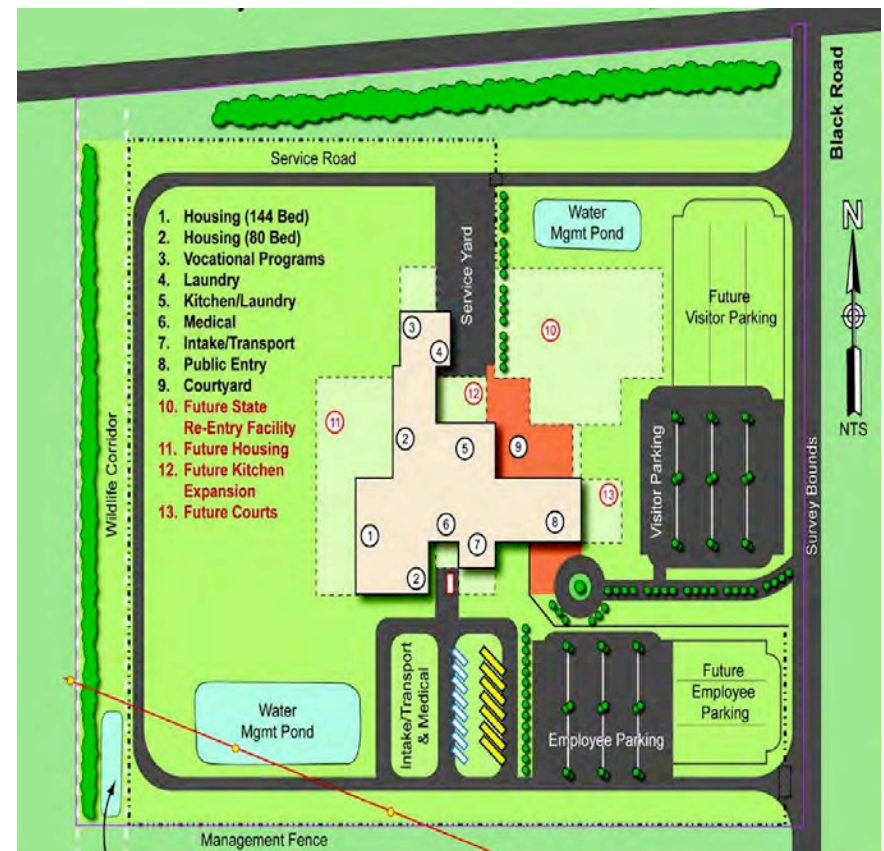 Service Road
Black Road
1. Housing (144 Bed)
2. Housing (80 Bed)
3. Vocational Programs
4. Laundry
5. Kitchen/Laundry
6. Medical
7. Intake/Transport
8. Public Entry
9. Courtyard
10. Future State
Re-Entry Facility
11. Future Housing
12. Future Kitchen
Expansion
13. Future Courts
Service Yard
Water
Mgmt Pond
N
NTS
Future
Visitor Parking
3
4
10
12
11
2
5
9
13
1
6
7
8
2
Wildlife Corridor
Visitor Parking
Survey Bounds
Water
Mgmt Pond
Intake/Transport
& Medical
Employee Parking
Future
Employee
Parking
Management Fence